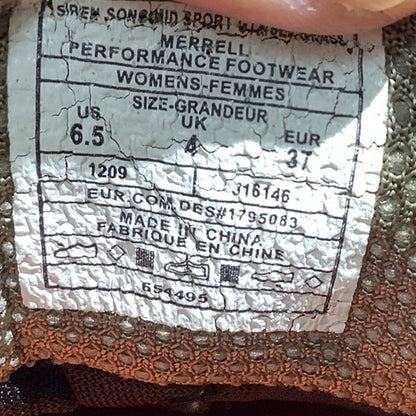 SIREN SONG MID SPORT
MERRELL
PERFORMANCE FOOTWEAR
WOMENS-FEMMES
SIZE-GRANDEUR
US UK EUR
6.5 4 37
1209 316146
EUR.COM.DES#1795083
MADE IN CHINA
FABRIQUE EN CHINE
654495